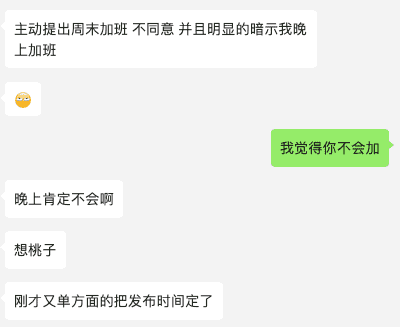 主动提出周末加班 不同意 并且明显的暗示我晚
上加班
我觉得你不会加
晚上肯定不会啊
想桃子
刚才又单方面的把发布时间定了